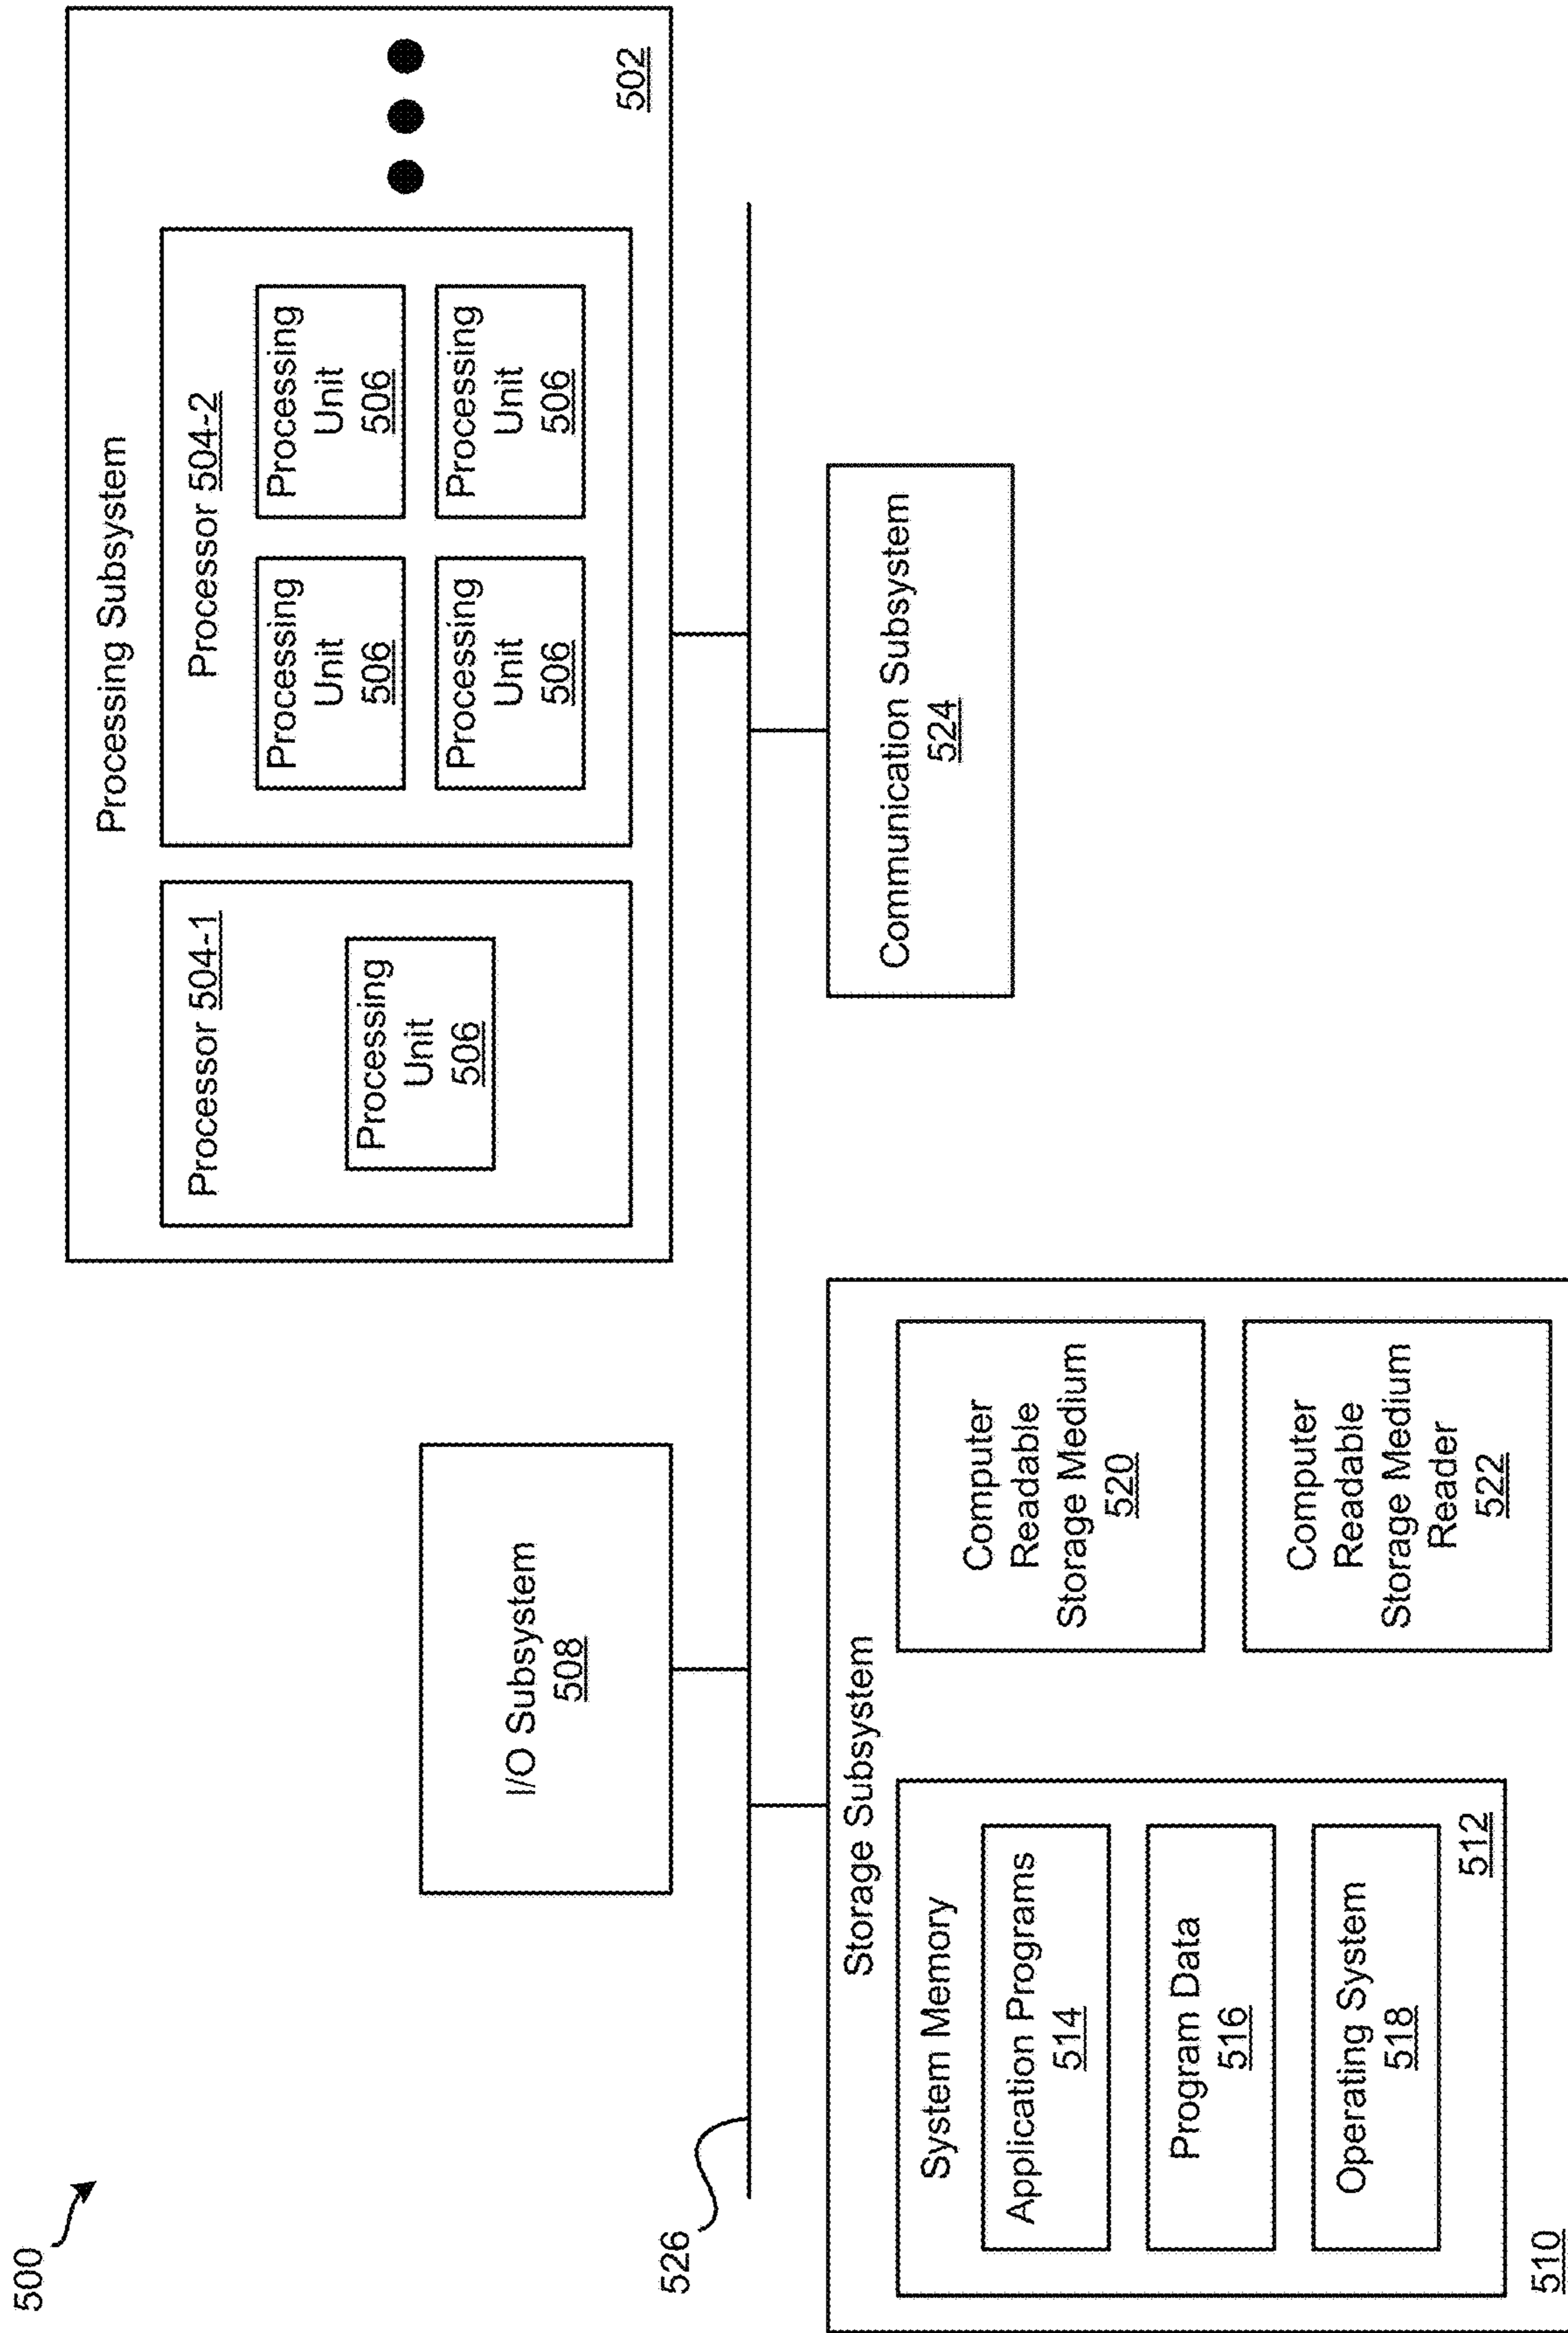 500
I/O Subsystem
508
Processing Subsystem
Processor 504-1
Processing
Unit
506
Processor 504-2
Processing
Unit
506
Processing
Unit
506
Processing
Unit
506
Processing
Unit
506
502
526
Storage Subsystem
System Memory
Application Programs
514
Program Data
516
Operating System
518
512
Computer
Readable
Storage Medium
520
Computer
Readable
Storage Medium
Reader
522
510
Communication Subsystem
524